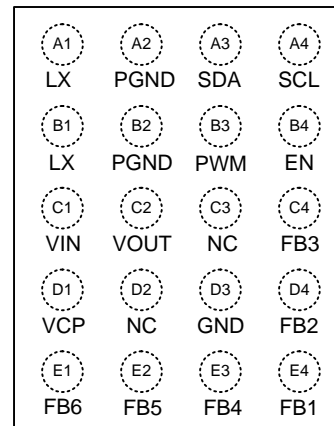 A1 A2 A3 A4
LX PGND SDA SCL
B1 B2 B3 B4
LX PGND PWM EN
C1 C2 C3 C4
VIN VOUT NC FB3
D1 D2 D3 D4
VCP NC GND FB2
E1 E2 E3 E4
FB6 FB5 FB4 FB1